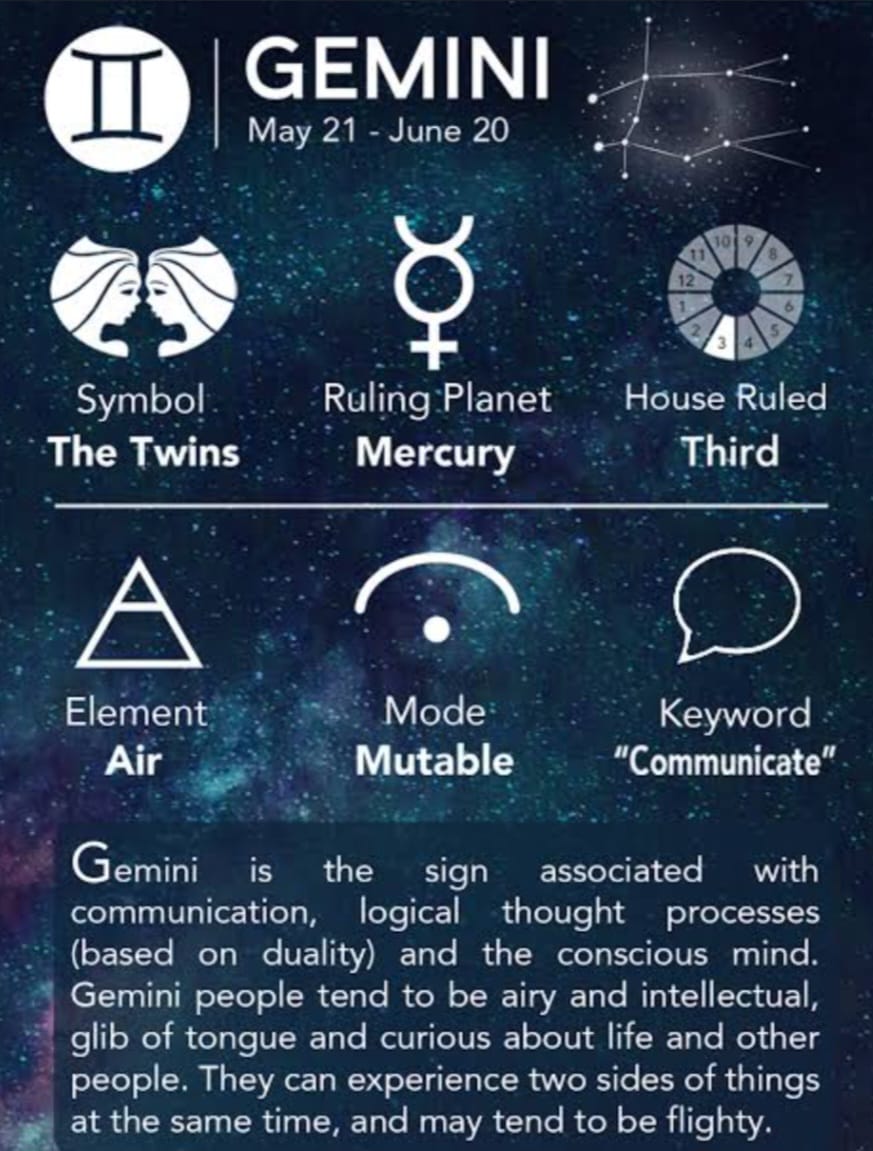 GEMINI
May 21 - June 20
10 9
11 8
12 7
1 6
2 5
3 4
Symbol
The Twins
Ruling Planet
Mercury
House Ruled
Third
Element
Air
Mode
Mutable
Keyword
"Communicate"
Gemini is the sign associated with
communication, logical thought processes
(based on duality) and the conscious mind.
Gemini people tend to be airy and intellectual,
glib of tongue and curious about life and other
people. They can experience two sides of things
at the same time, and may tend to be flighty.